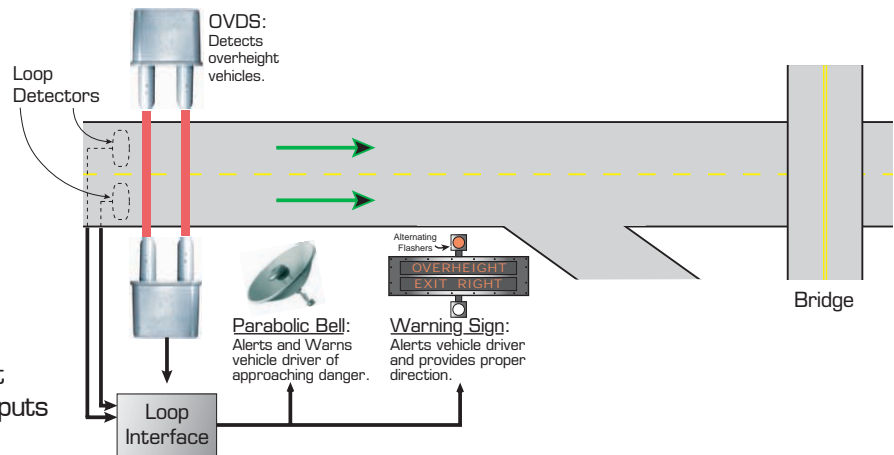 OVDS:
Detects
overheight
vehicles.
Loop
Detectors
Alternating
Flashers
OVERHEIGHT
EXIT RIGHT
Bridge
Parabolic Bell:
Alerts and Warns
vehicle driver of
approaching danger.
Warning Sign:
Alerts vehicle driver
and provides proper
direction.
Loop
Interface